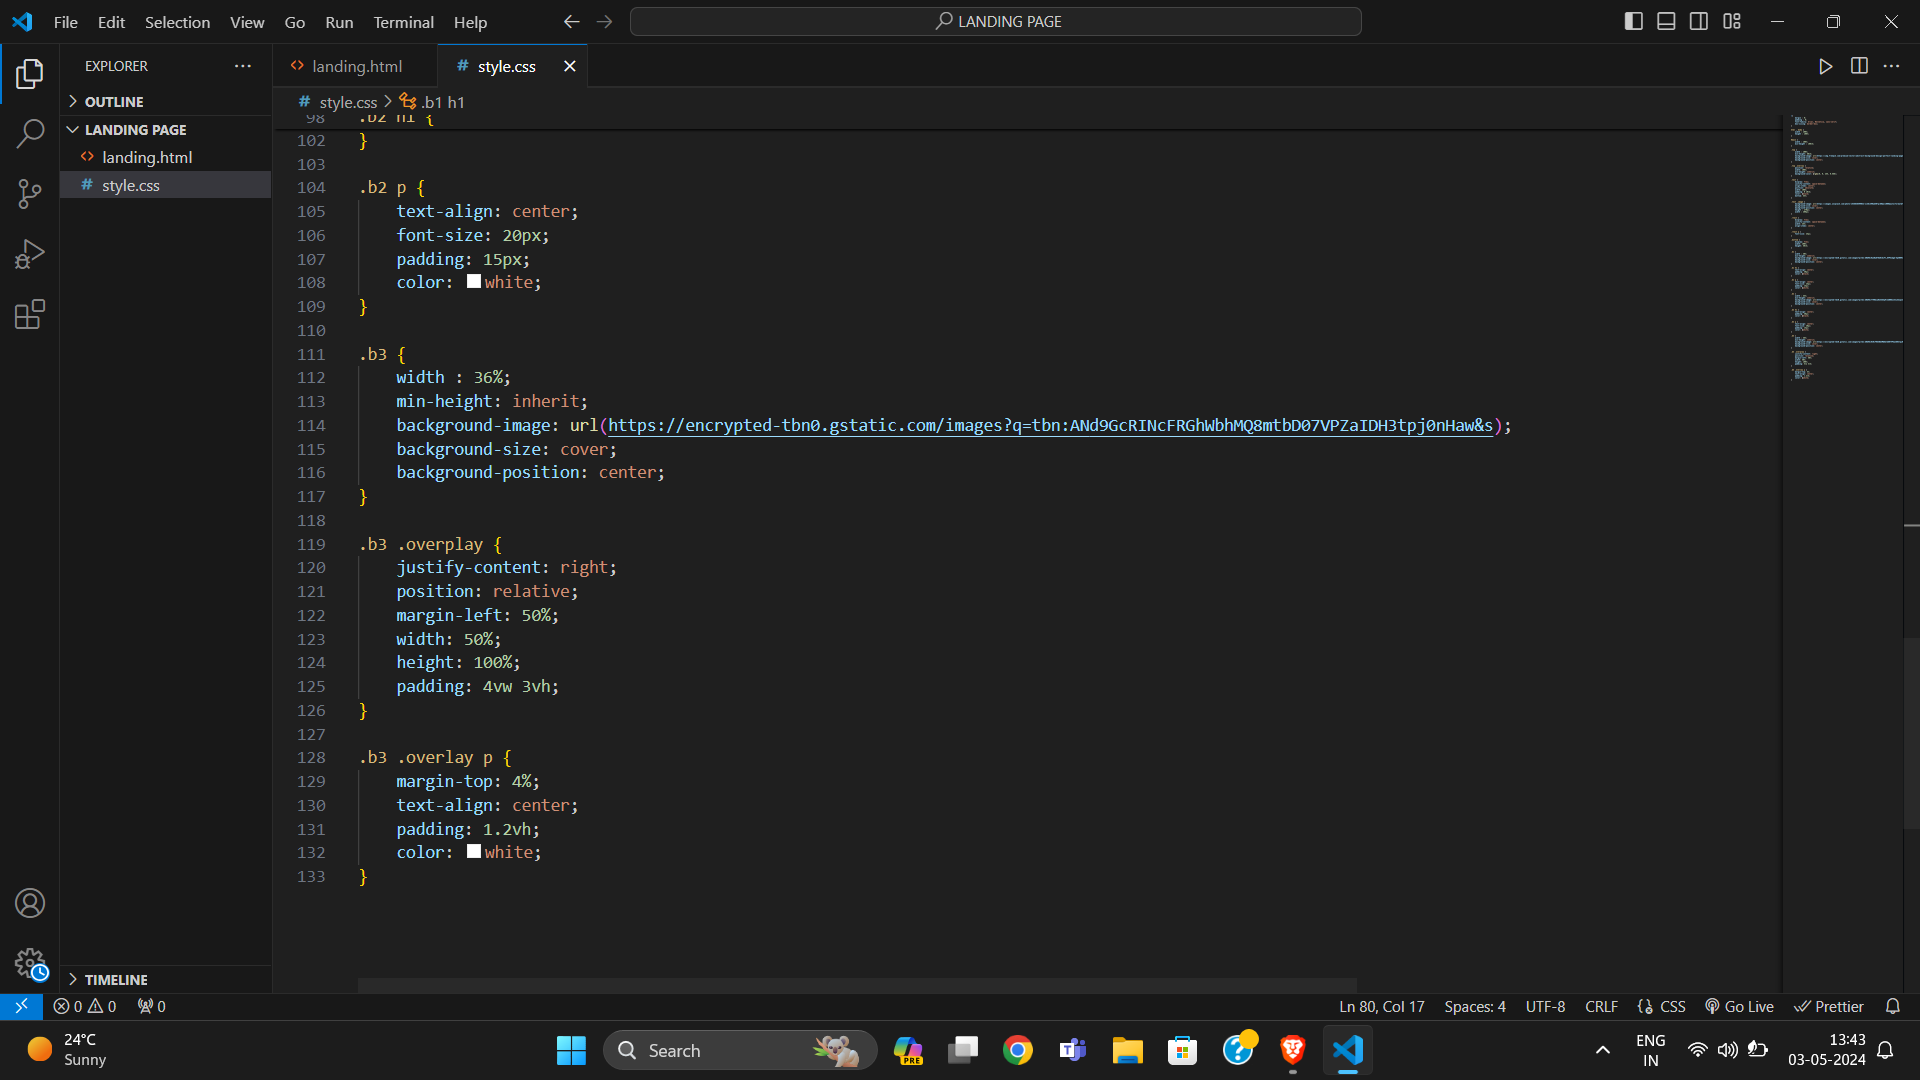 File Edit Selection View Go Run Terminal Help
LANDING PAGE
EXPLORER
landing.html
style.css
OUTLINE
style.css > .b1 h1
LANDING PAGE
landing.html
style.css
98 .b2 h1 {
102 }
103
104 .b2 p {
105 text-align: center;
106 font-size: 20px;
107 padding: 15px;
108 color: white;
109 }
110
111 .b3 {
112 width : 36%;
113 min-height: inherit;
114 background-image: url(https://encrypted-tbn0.gstatic.com/images?q=tbn:ANd9GcRINcFRGhWbhMQ8mtbD07VPZaIDH3tpj0nHaw&s);
115 background-size: cover;
116 background-position: center;
117 }
118
119 .b3 .overplay {
120 justify-content: right;
121 position: relative;
122 margin-left: 50%;
123 width: 50%;
124 height: 100%;
125 padding: 4vw 3vh;
126 }
127
128 .b3 .overlay p {
129 margin-top: 4%;
130 text-align: center;
131 padding: 1.2vh;
132 color: white;
133 }
TIMELINE
0 0 0
Ln 80, Col 17 Spaces: 4 UTF-8 CRLF CSS Go Live Prettier
24°C
Sunny
Search
PRE
ENG
IN
13:43
03-05-2024